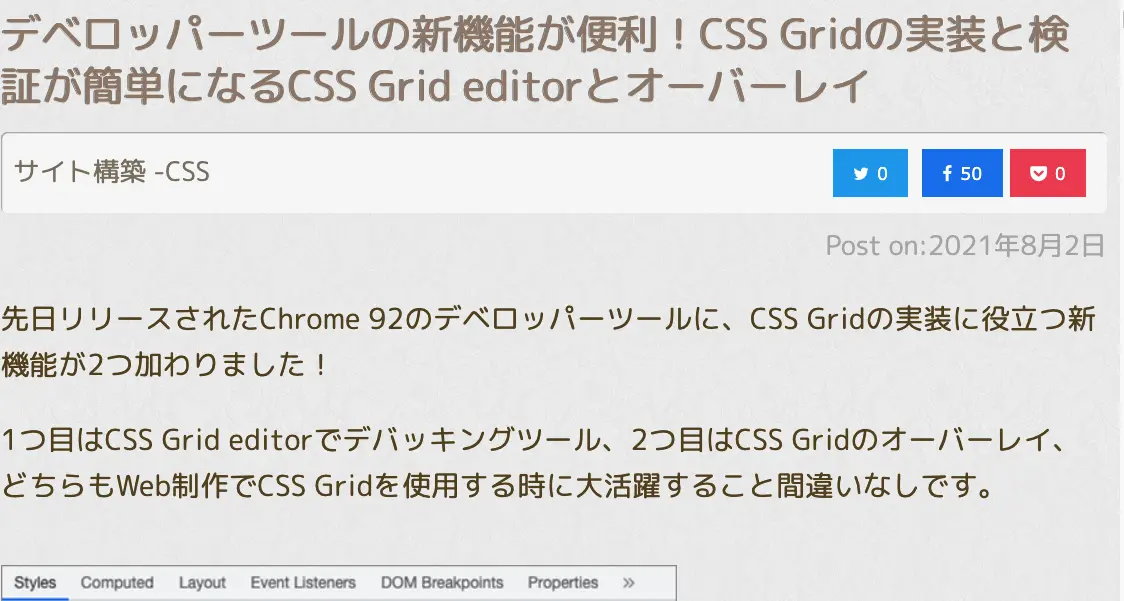 デベロッパーツールの新機能が便利！CSS Gridの実装と検
証が簡単になるCSS Grid editorとオーバーレイ
サイト構築 -CSS
0
50
0
Post on:2021年8月2日
先日リリースされたChrome 92のデベロッパーツールに、CSS Gridの実装に役立つ新
機能が2つ加わりました！
1つ目はCSS Grid editorでデバッキングツール、2つ目はCSS Gridのオーバーレイ、
どちらもWeb制作でCSS Gridを使用する時に大活躍すること間違いなしです。
Styles Computed Layout Event Listeners DOM Breakpoints Properties »